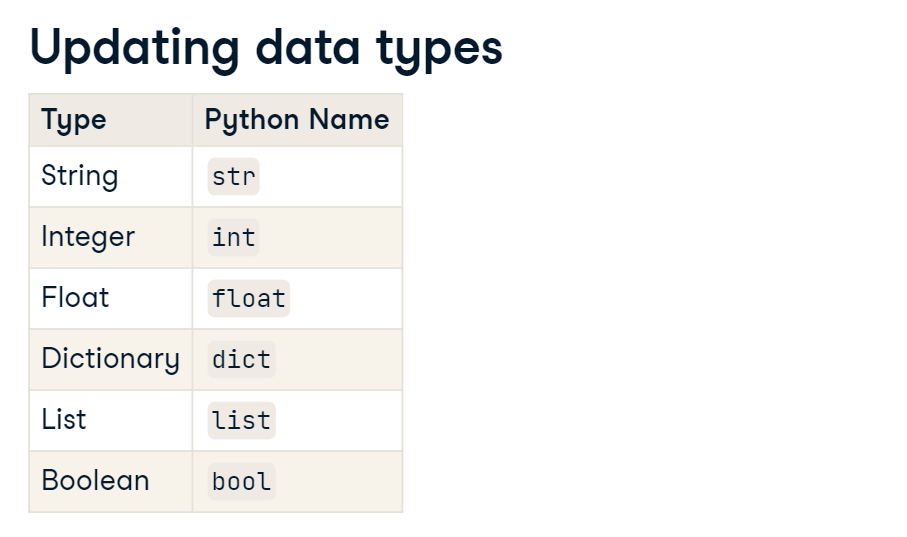 Updating data types
Type Python Name
String str
Integer int
Float float
Dictionary dict
List list
Boolean bool